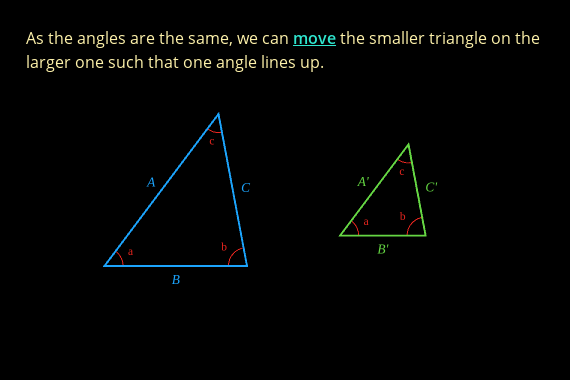 As the angles are the same, we can move the smaller triangle on the
larger one such that one angle lines up.
c
A
C
a
b
B
c
A'
C'
a
b
B'